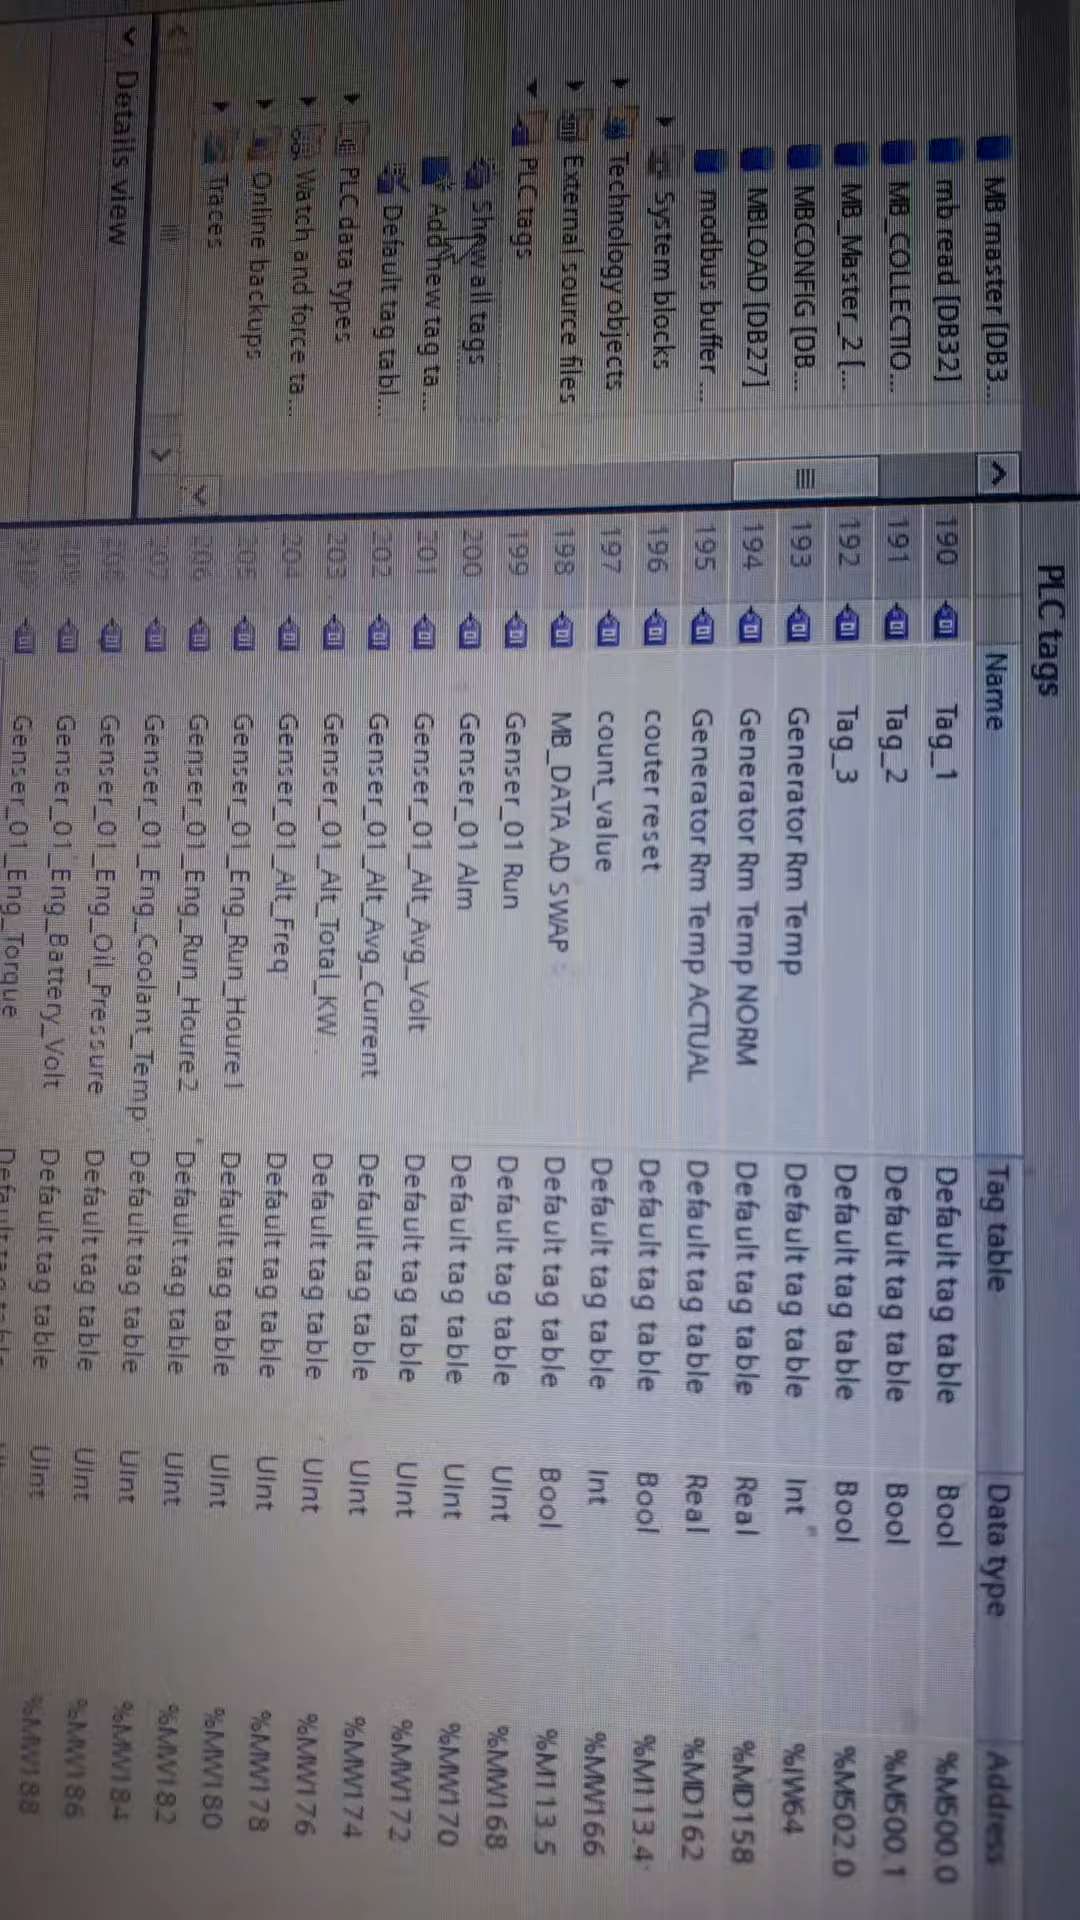 MB master [DB3...
mb read [DB32]
MB_COLLECTIO...
MB_Master_2 [...
MBCONFIG [DB...
MBLOAD [DB27]
modbus buffer ...
System blocks
Technology objects
External source files
PLC tags
Show all tags
Add new tag ta...
Default tag tabl...
PLC data types
Watch and force ta...
Online backups
Traces
Details view
PLC tags
Name Tag table Data type Address
190 Tag_1 Default tag table Bool %M500.0
191 Tag_2 Default tag table Bool %M500.1
192 Tag_3 Default tag table Bool %M502.0
193 Generator Rm Temp Default tag table Int %IW64
194 Generator Rm Temp NORM Default tag table Real %MD158
195 Generator Rm Temp ACTUAL Default tag table Real %MD162
196 couter reset Default tag table Bool %M113.4
197 count_value Default tag table Int %MW166
198 MB_DATA AD SWAP Default tag table Bool %M113.5
199 Genser_01 Run Default tag table UInt %MW168
200 Genser_01 Alm Default tag table UInt %MW170
201 Genser_01_Alt_Avg_Volt Default tag table UInt %MW172
202 Genser_01_Alt_Avg_Current Default tag table UInt %MW174
203 Genser_01_Alt_Total_KW Default tag table UInt %MW176
204 Genser_01_Alt_Freq Default tag table UInt %MW178
205 Genser_01_Eng_Run_Houre1 Default tag table UInt %MW180
206 Genser_01_Eng_Run_Houre2 Default tag table UInt %MW182
207 Genser_01_Eng_Coolant_Temp Default tag table UInt %MW184
208 Genser_01_Eng_Oil_Pressure Default tag table UInt %MW186
209 Genser_01_Eng_Battery_Volt Default tag table UInt %MW188
210 Genser_01_Eng_Torque Default tag table